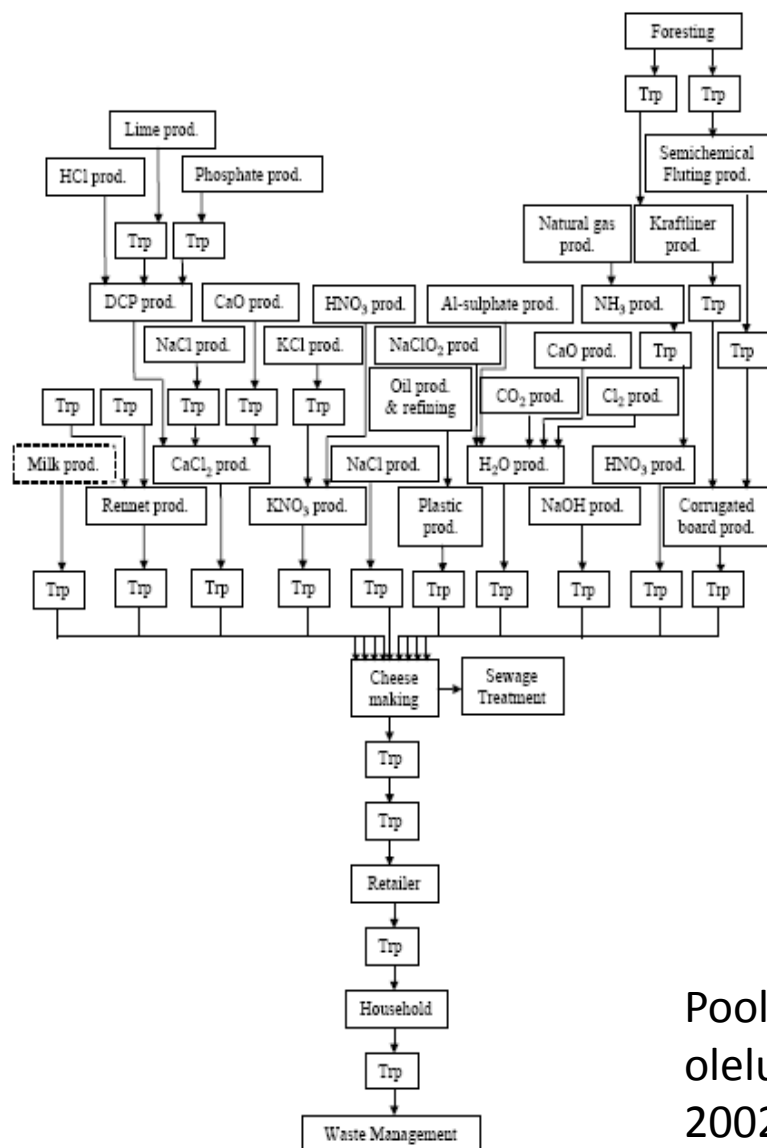 Foresting
Trp
Trp
Lime prod.
Semichemical
Fluting prod.
HCl prod.
Phosphate prod.
Trp
Trp
Natural gas
prod.
Kraftliner
prod.
DCP prod.
CaO prod.
HNO₃ prod.
Al-sulphate prod.
NH₃ prod.
Trp
NaCl prod.
KCl prod.
NaClO₂ prod
CaO prod.
Trp
Trp
Oil prod.
& refining
CO₂ prod.
Cl₂ prod.
Trp
Trp
Trp
Trp
Trp
Milk prod.
CaCl₂ prod.
NaCl prod.
H₂O prod.
HNO₃ prod.
Rennet prod.
KNO₃ prod.
Plastic
prod.
NaOH prod.
Corrugated
board prod.
Trp
Trp
Trp
Trp
Trp
Trp
Trp
Trp
Trp
Trp
Cheese
making
Sewage
Treatment
Trp
Trp
Retailer
Trp
Household
Trp
Waste Management
Pool
olelu
2002